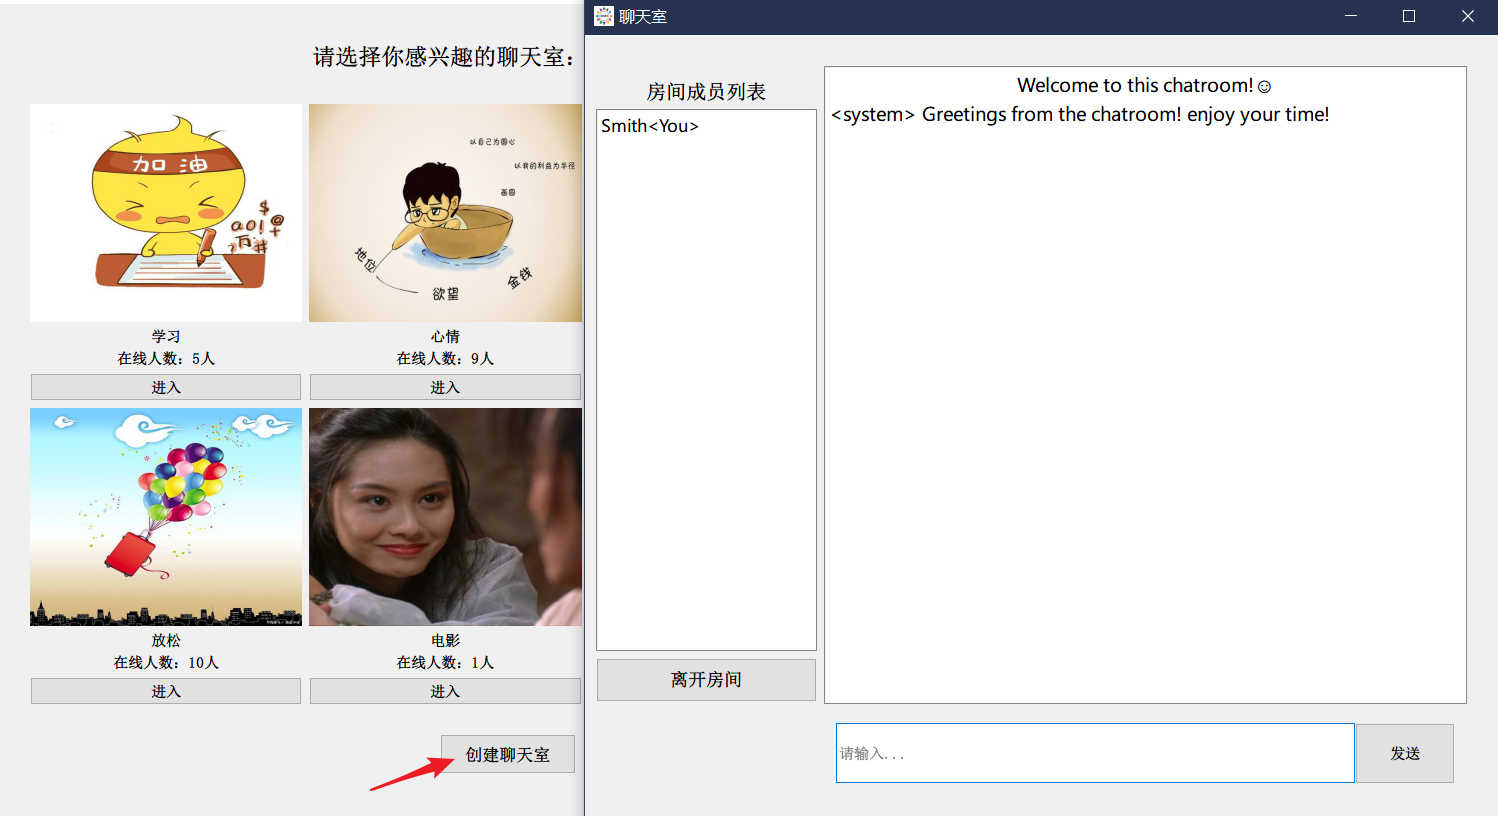 请选择你感兴趣的聊天室：
加油
$
@
a01+
万#
以自己为圆心
以我的利益为半径
画圆
地位
欲望
金钱
学习
在线人数：5人
进入
心情
在线人数：9人
进入
放松
在线人数：10人
进入
电影
在线人数：1人
进入
创建聊天室
聊天室
房间成员列表
Smith<You>
离开房间
Welcome to this chatroom!☺
<system> Greetings from the chatroom! enjoy your time!
请输入...
发送